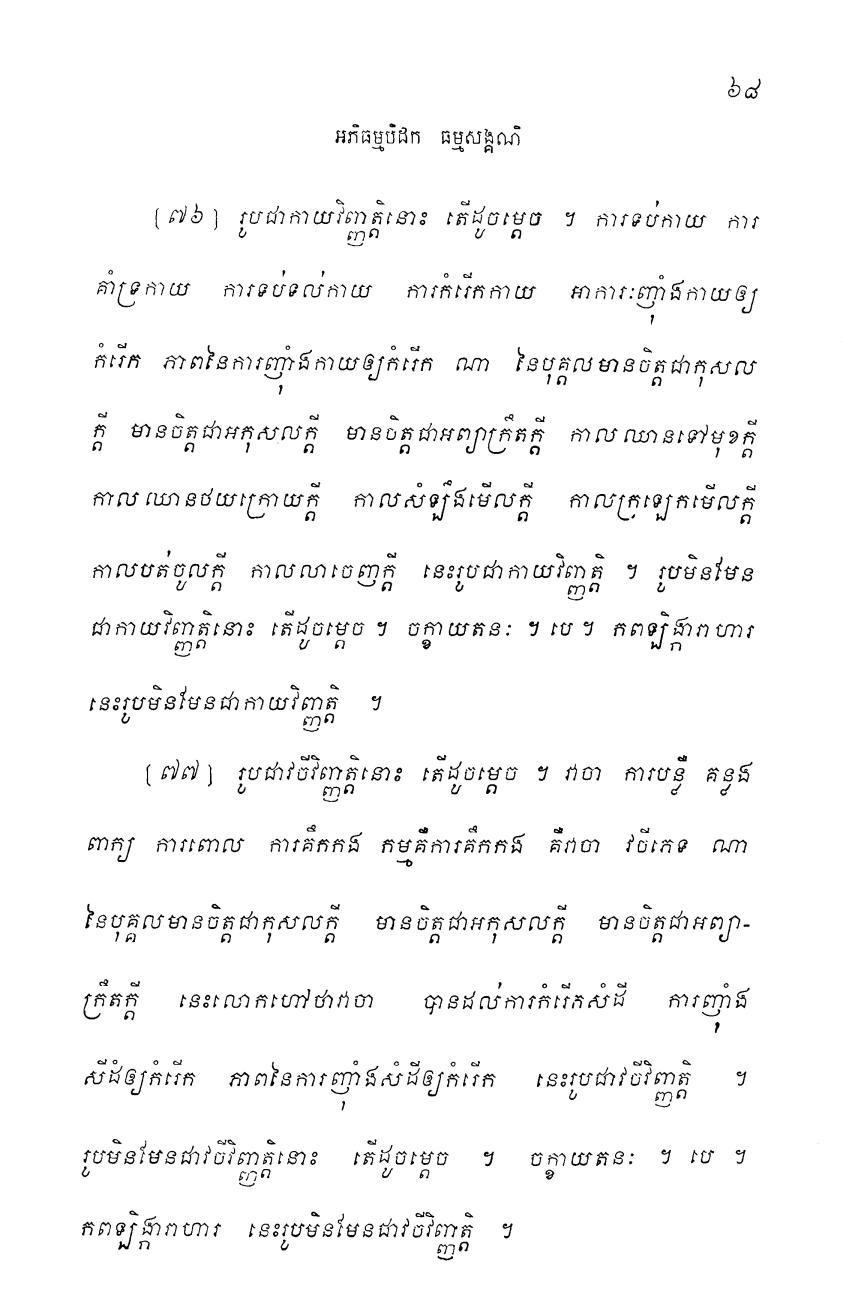 ៦៨
អភិធម្មបិដក ធម្មសង្គណិ
[៧៦] រូបជាកាយវិញ្ញត្តិនោះ តើដូចម្តេច ។ ការទប់កាយ ការ
គាំទ្រកាយ ការទប់ទល់កាយ ការកំរើកកាយ អាការៈញ៉ាំងកាយឲ្យ
កំរើក ភាពនៃការញ៉ាំងកាយឲ្យកំរើក ណា នៃបុគ្គលមានចិត្តជាកុសល
ក្តី មានចិត្តជាអកុសលក្តី មានចិត្តជាអព្យាក្រឹតក្តី កាលឈានទៅមុខក្តី
កាលឈានថយក្រោយក្តី កាលសំឡឹងមើលក្តី កាលក្រឡេកមើលក្តី
កាលបត់ចូលក្តី កាលលាចេញក្តី នេះរូបជាកាយវិញ្ញត្តិ ។ រូបមិនមែន
ជាកាយវិញ្ញត្តិនោះ តើដូចម្តេច ។ ចក្ខាយតនៈ ។ បេ ។ កពឡិង្ការាហារ
នេះរូបមិនមែនជាកាយវិញ្ញត្តិ ។
[៧៧] រូបជាវចីវិញ្ញត្តិនោះ តើដូចម្តេច ។ វាចា ការបន្លឺ គន្លង
ពាក្យ ការពោល ការគឹកកង កម្មគឺការគឹកកង គឺវាចា វចីភេទ ណា
នៃបុគ្គលមានចិត្តជាកុសលក្តី មានចិត្តជាអកុសលក្តី មានចិត្តជាអព្យា-
ក្រឹតក្តី នេះលោកហៅថាវាចា បានដល់ការកំរើកសំដី ការញ៉ាំង
សំដីឲ្យកំរើក ភាពនៃការញ៉ាំងសំដីឲ្យកំរើក នេះរូបជាវចីវិញ្ញត្តិ ។
រូបមិនមែនជាវចីវិញ្ញត្តិនោះ តើដូចម្តេច ។ ចក្ខាយតនៈ ។ បេ ។
កពឡិង្ការាហារ នេះរូបមិនមែនជាវចីវិញ្ញត្តិ ។